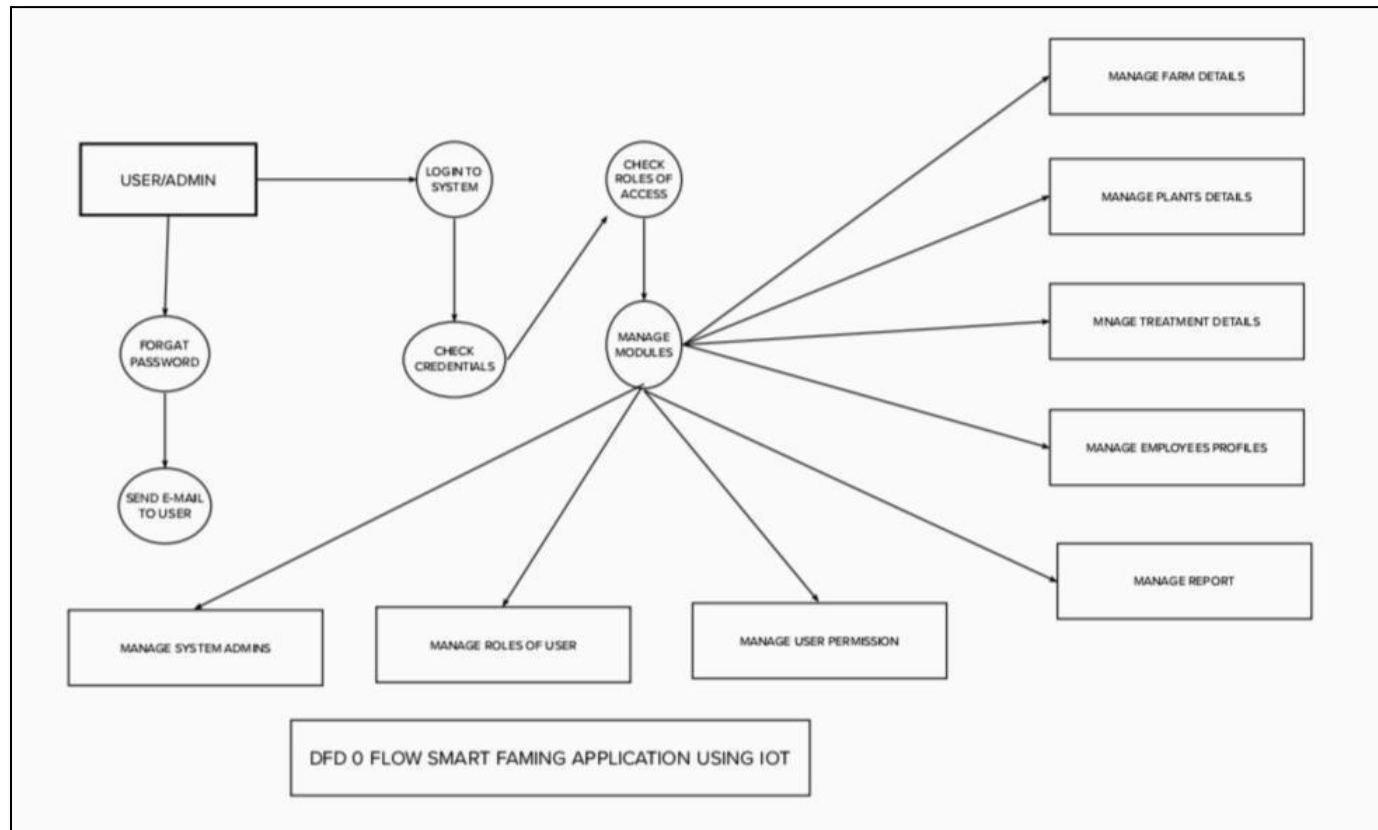 MANAGE FARM DETAILS
USER/ADMIN
LOGIN TO
SYSTEM
CHECK
ROLES OF
ACCESS
MANAGE PLANTS DETAILS
FORGAT
PASSWORD
CHECK
CREDENTIALS
MANAGE
MODULES
MNAGE TREATMENT DETAILS
MANAGE EMPLOYEES PROFILES
SEND E-MAIL
TO USER
MANAGE REPORT
MANAGE SYSTEM ADMINS
MANAGE ROLES OF USER
MANAGE USER PERMISSION
DFD 0 FLOW SMART FAMING APPLICATION USING IOT